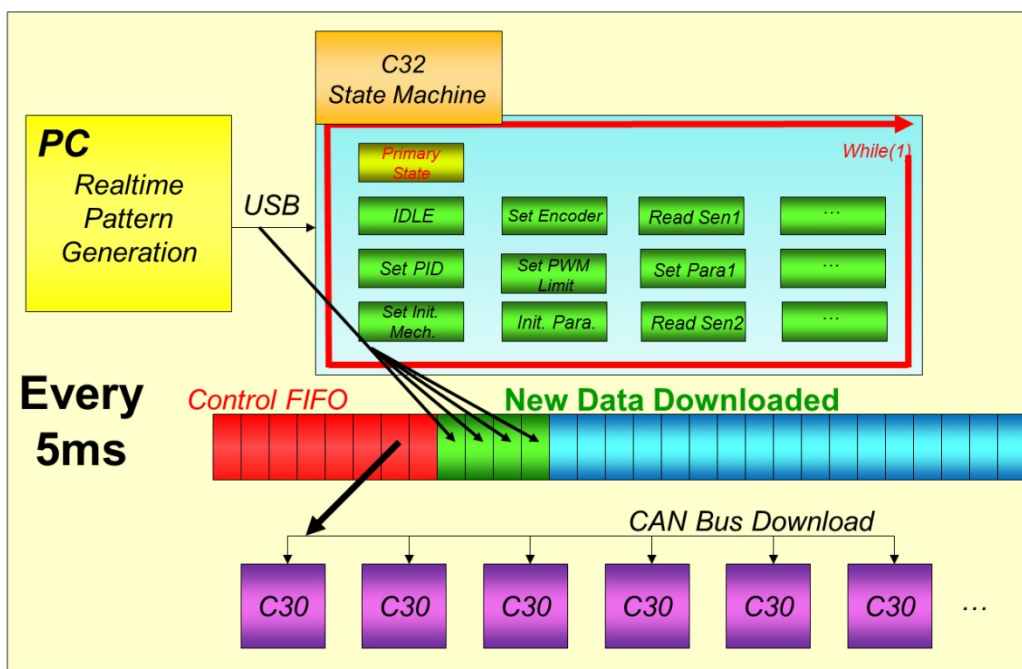 C32
State Machine
PC
Realtime
Pattern
Generation
USB
While(1)
Primary
State
IDLE
Set Encoder
Read Sen1
...
Set PID
Set PWM
Limit
Set Para1
...
Set Init.
Mech.
Init. Para.
Read Sen2
...
Every
5ms
Control FIFO
New Data Downloaded
CAN Bus Download
C30
C30
C30
C30
C30
C30
...